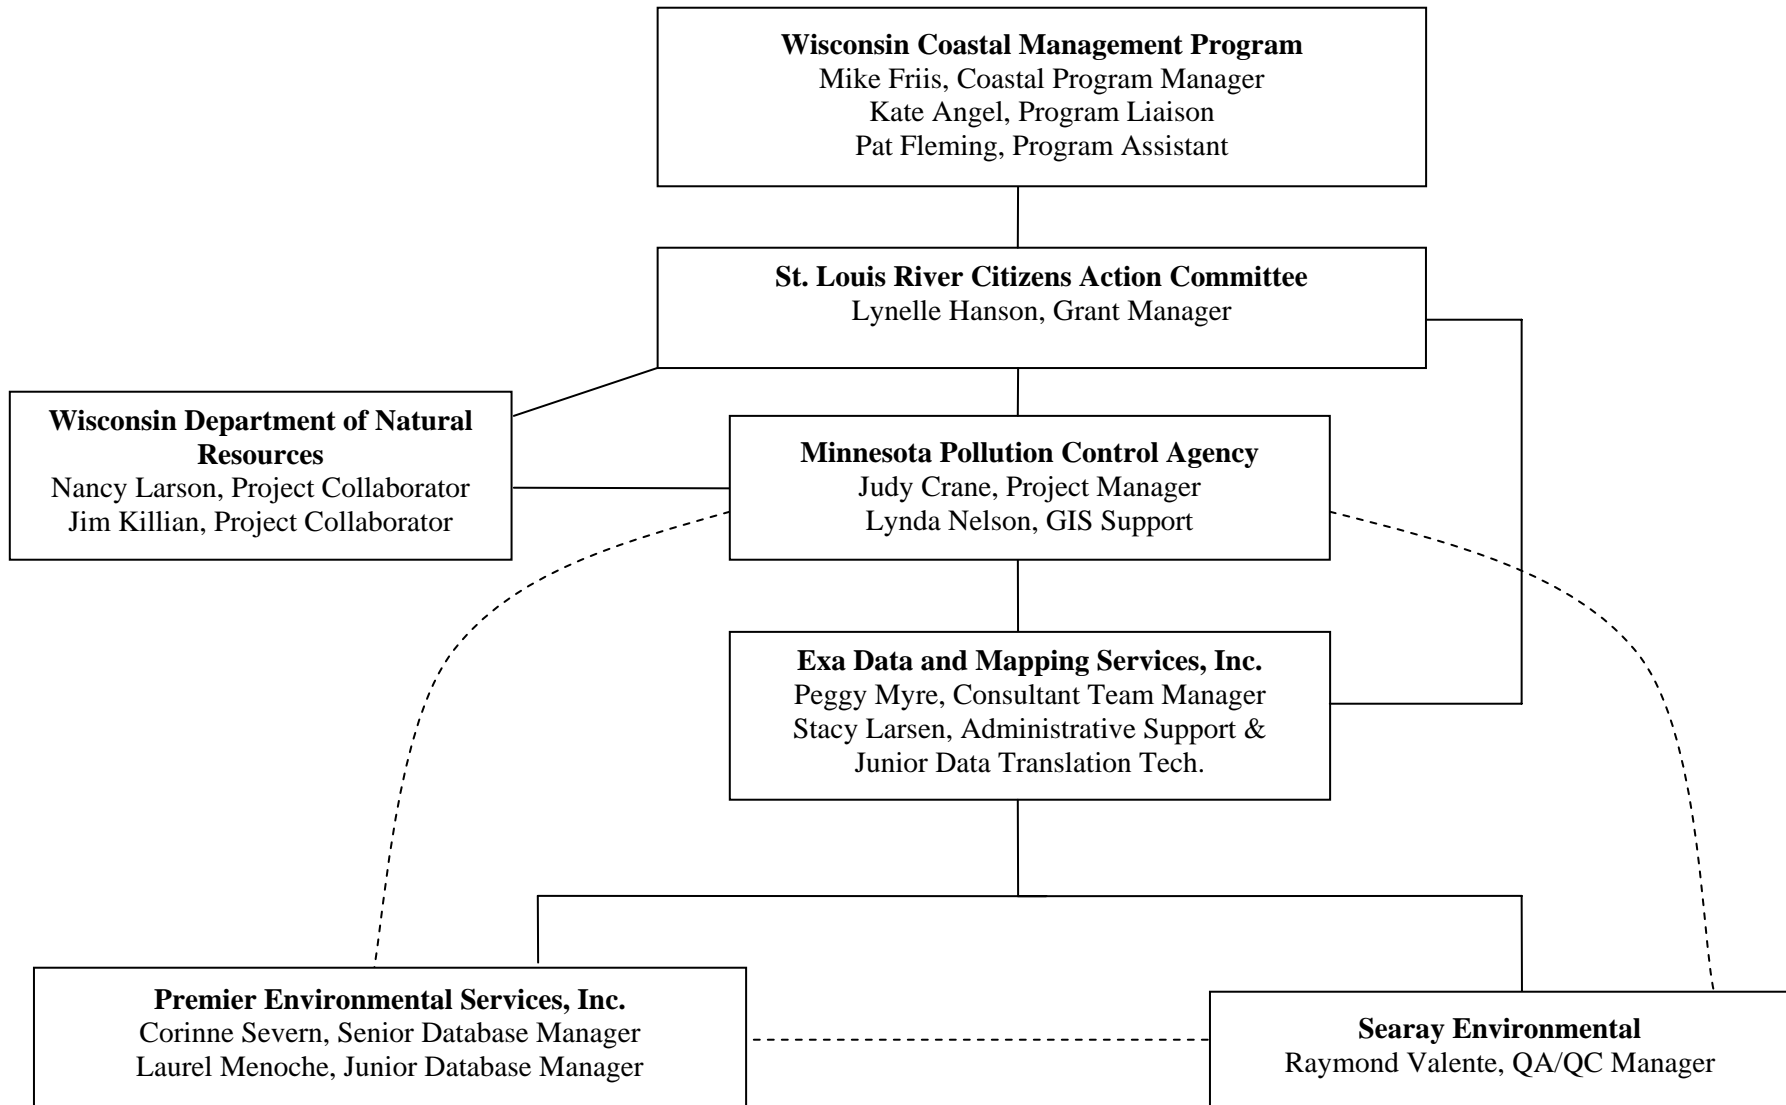 Wisconsin Coastal Management Program
Mike Friis, Coastal Program Manager
Kate Angel, Program Liaison
Pat Fleming, Program Assistant
St. Louis River Citizens Action Committee
Lynelle Hanson, Grant Manager
Wisconsin Department of Natural
Resources
Nancy Larson, Project Collaborator
Jim Killian, Project Collaborator
Minnesota Pollution Control Agency
Judy Crane, Project Manager
Lynda Nelson, GIS Support
Exa Data and Mapping Services, Inc.
Peggy Myre, Consultant Team Manager
Stacy Larsen, Administrative Support &
Junior Data Translation Tech.
Premier Environmental Services, Inc.
Corinne Severn, Senior Database Manager
Laurel Menoche, Junior Database Manager
Searay Environmental
Raymond Valente, QA/QC Manager